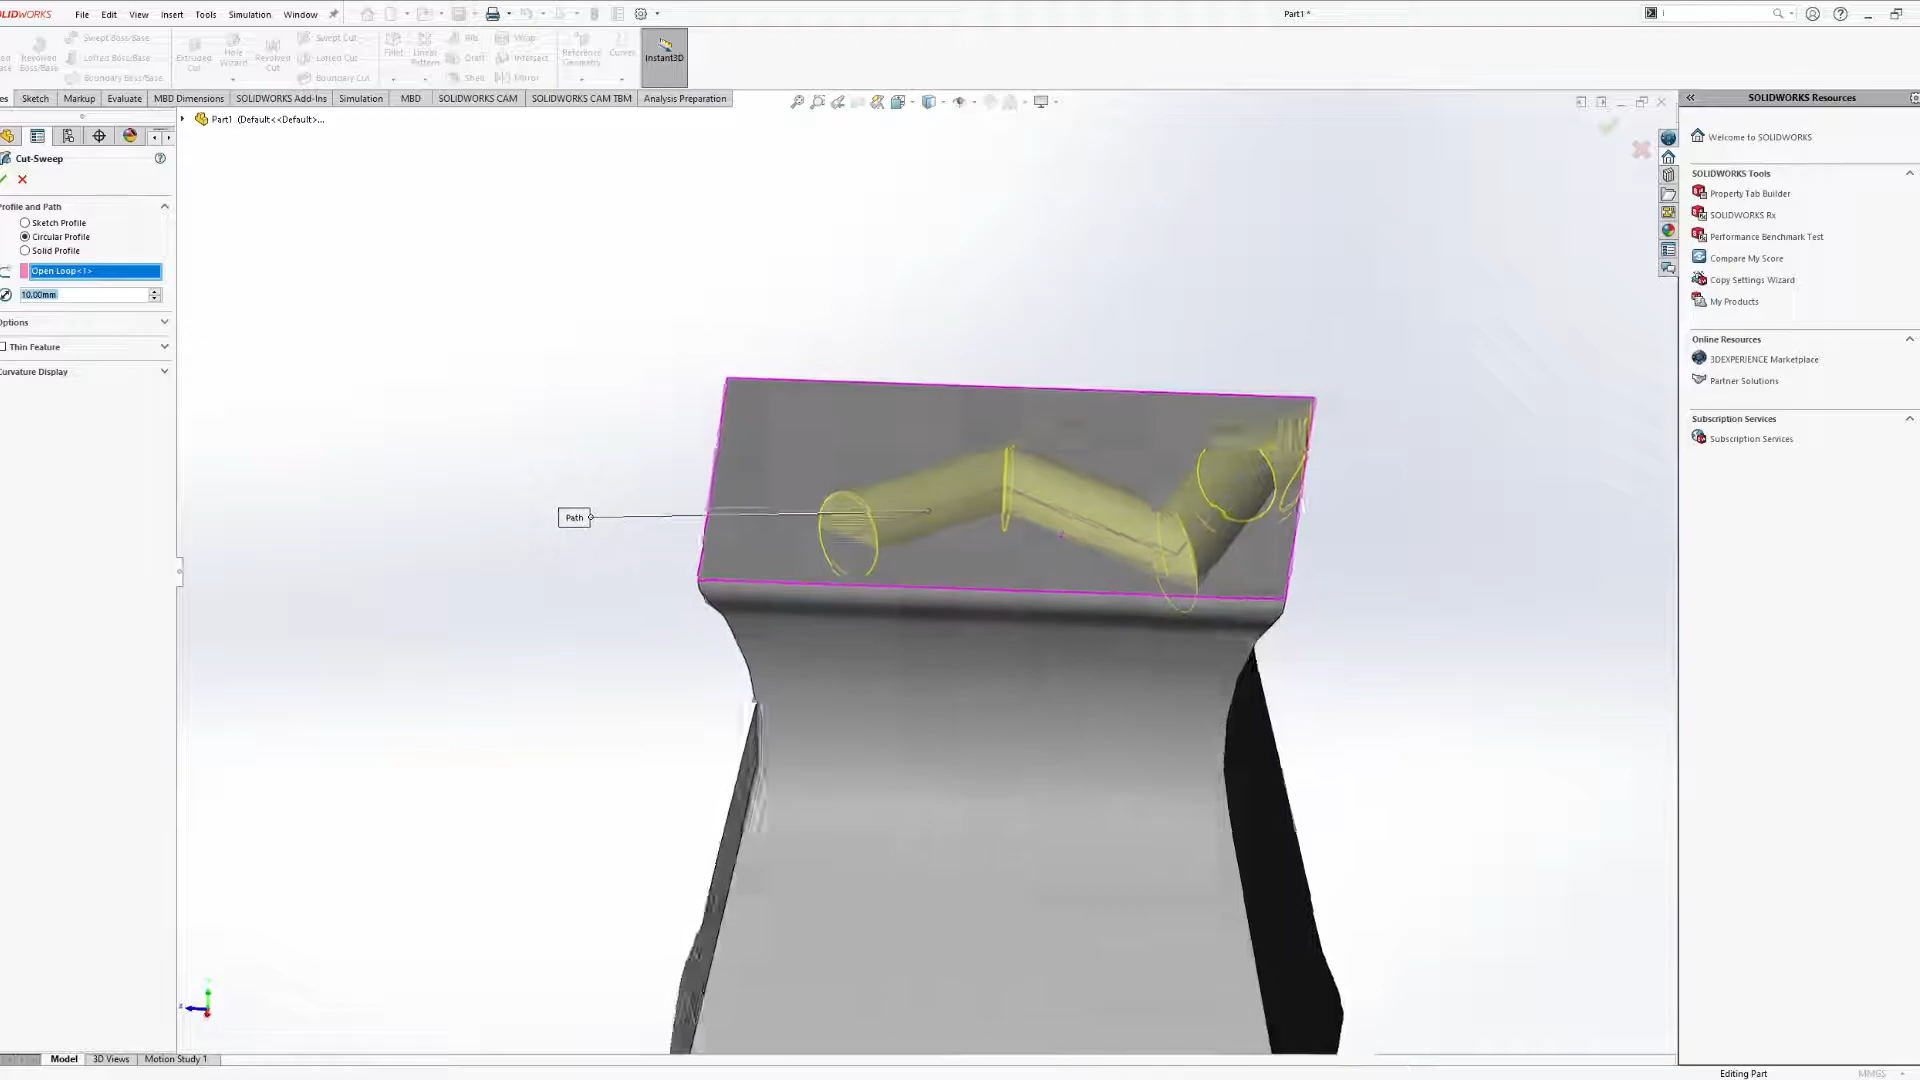 SOLIDWORKS File Edit View Insert Tools Simulation Window Part1 *
Swept Boss/Base Swept Cut Rib Wrap
Revolved Boss/Base Lofted Boss/Base Extruded Cut Hole Wizard Revolved Cut Lofted Cut Fillet Linear Pattern Draft Intersect Reference Geometry Curves Instant3D
Boundary Boss/Base Boundary Cut Shell Mirror
Sketch Markup Evaluate MBD Dimensions SOLIDWORKS Add-Ins Simulation MBD SOLIDWORKS CAM SOLIDWORKS CAM TBM Analysis Preparation
Part1 (Default<<Default>...
Cut-Sweep
Profile and Path
Sketch Profile
Circular Profile
Solid Profile
Open Loop<1>
10.00mm
Options
Thin Feature
Curvature Display
Path
SOLIDWORKS Resources
Welcome to SOLIDWORKS
SOLIDWORKS Tools
Property Tab Builder
SOLIDWORKS Rx
Performance Benchmark Test
Compare My Score
Copy Settings Wizard
My Products
Online Resources
3DEXPERIENCE Marketplace
Partner Solutions
Subscription Services
Subscription Services
Model 3D Views Motion Study 1
Editing Part MMGS